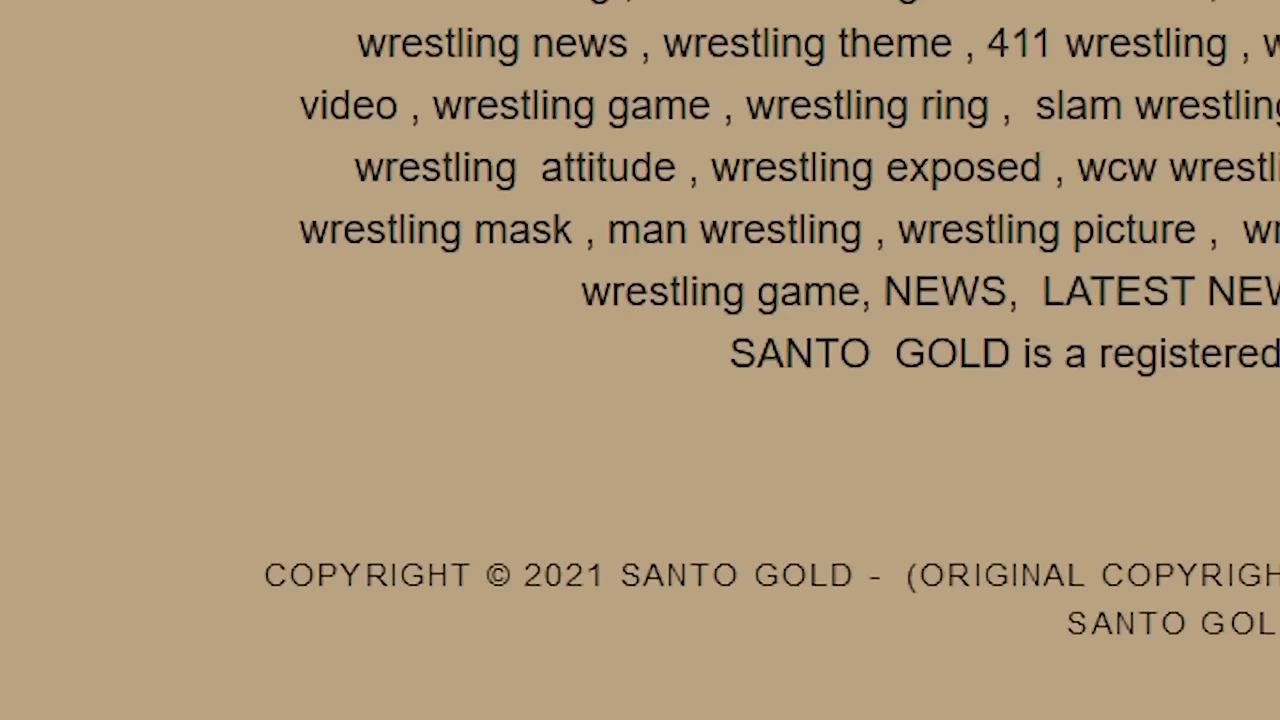 wrestling news , wrestling theme , 411 wrestling ,
video , wrestling game , wrestling ring ,  slam wrestling
wrestling  attitude , wrestling exposed , wcw
wrestling mask , man wrestling , wrestling picture ,
wrestling game, NEWS,  LATEST
SANTO  GOLD is a registered
COPYRIGHT © 2021 SANTO GOLD -  (ORIGINAL
SANTO